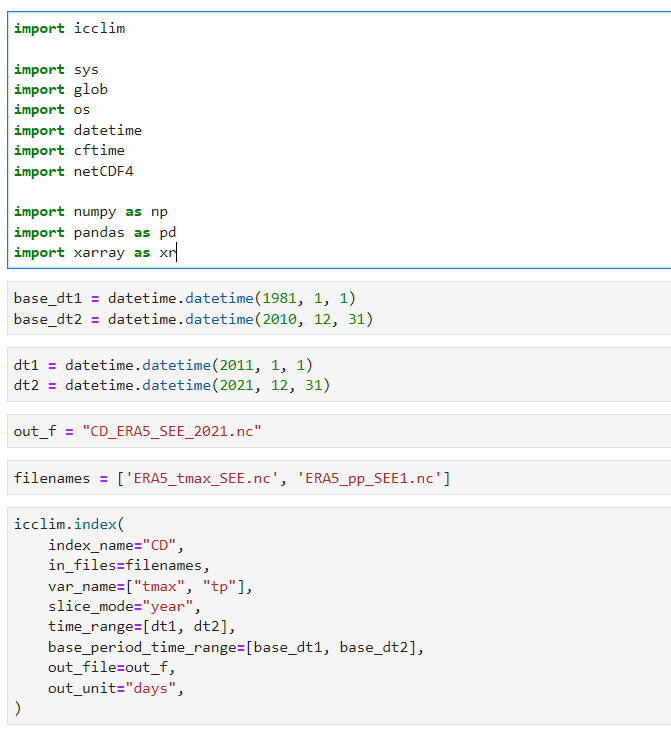 import icclim
import sys
import glob
import os
import datetime
import cftime
import netCDF4
import numpy as np
import pandas as pd
import xarray as xr
base_dt1 = datetime.datetime(1981, 1, 1)
base_dt2 = datetime.datetime(2010, 12, 31)
dt1 = datetime.datetime(2011, 1, 1)
dt2 = datetime.datetime(2021, 12, 31)
out_f = "CD_ERA5_SEE_2021.nc"
filenames = ['ERA5_tmax_SEE.nc', 'ERA5_pp_SEE1.nc']
icclim.index(
    index_name="CD",
    in_files=filenames,
    var_name=["tmax", "tp"],
    slice_mode="year",
    time_range=[dt1, dt2],
    base_period_time_range=[base_dt1, base_dt2],
    out_file=out_f,
    out_unit="days",
)